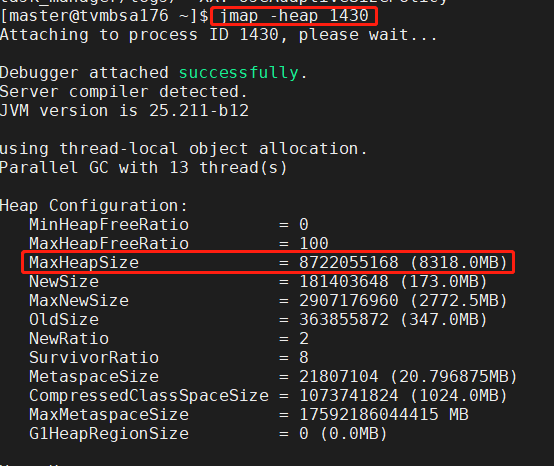 [master@tvmbsa176 ~]$ jmap -heap 1430
Attaching to process ID 1430, please wait...
Debugger attached successfully.
Server compiler detected.
JVM version is 25.211-b12
using thread-local object allocation.
Parallel GC with 13 thread(s)
Heap Configuration:
MinHeapFreeRatio = 0
MaxHeapFreeRatio = 100
MaxHeapSize = 8722055168 (8318.0MB)
NewSize = 181403648 (173.0MB)
MaxNewSize = 2907176960 (2772.5MB)
OldSize = 363855872 (347.0MB)
NewRatio = 2
SurvivorRatio = 8
MetaspaceSize = 21807104 (20.796875MB)
CompressedClassSpaceSize = 1073741824 (1024.0MB)
MaxMetaspaceSize = 17592186044415 MB
G1HeapRegionSize = 0 (0.0MB)